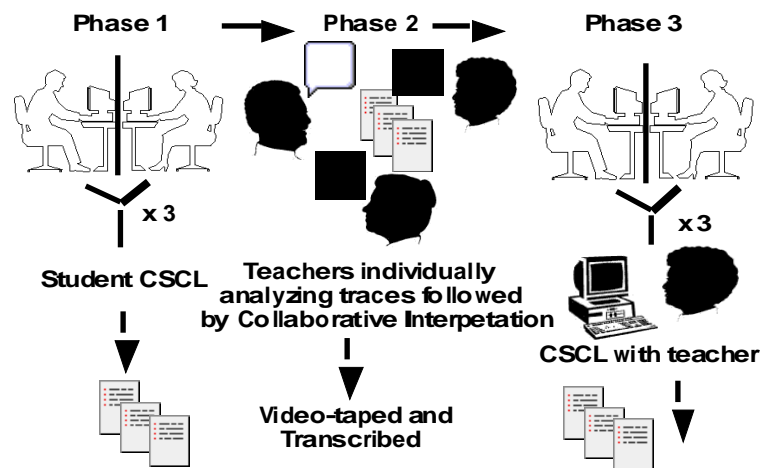 Phase 1
Phase 2
Phase 3
x 3
x 3
Student CSCL
Teachers individually
analyzing traces followed
by Collaborative Interpetation
CSCL with teacher
Video-taped and
Transcribed